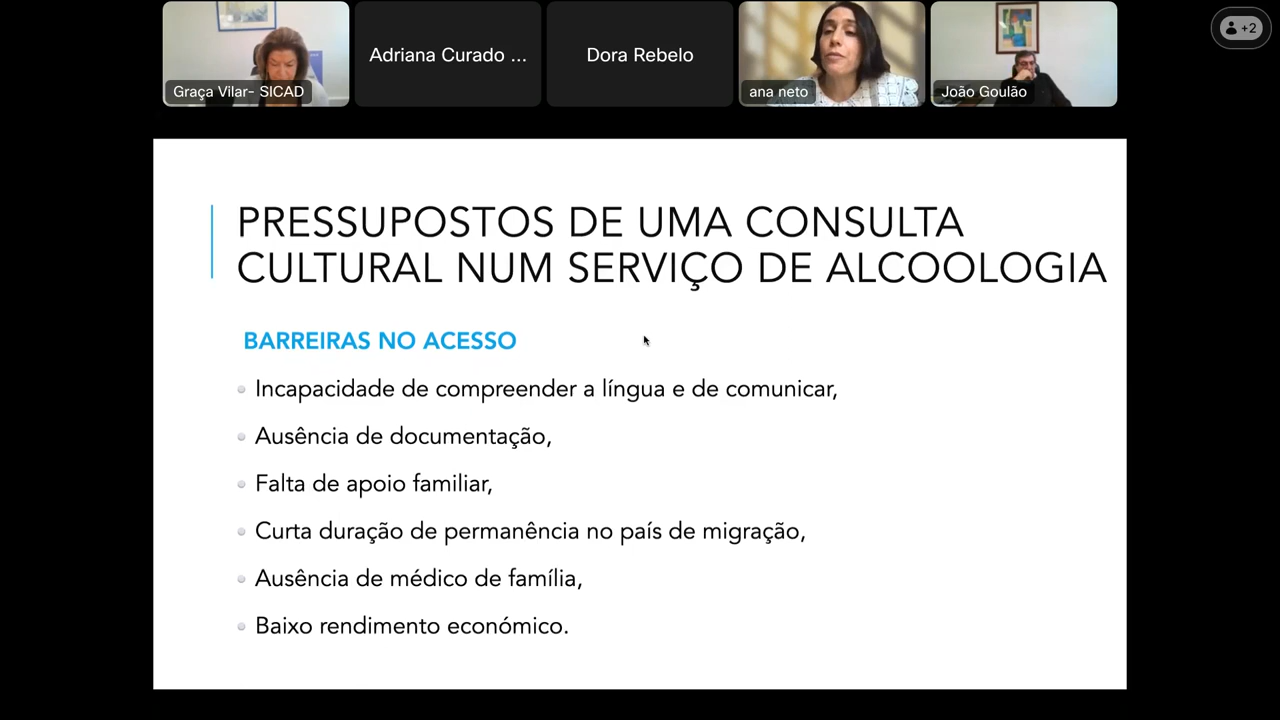 Graça Vilar- SICAD
Adriana Curado ...
Dora Rebelo
ana neto
João Goulão
+2
PRESSUPOSTOS DE UMA CONSULTA
CULTURAL NUM SERVIÇO DE ALCOOLOGIA
BARREIRAS NO ACESSO
Incapacidade de compreender a língua e de comunicar,
Ausência de documentação,
Falta de apoio familiar,
Curta duração de permanência no país de migração,
Ausência de médico de família,
Baixo rendimento económico.